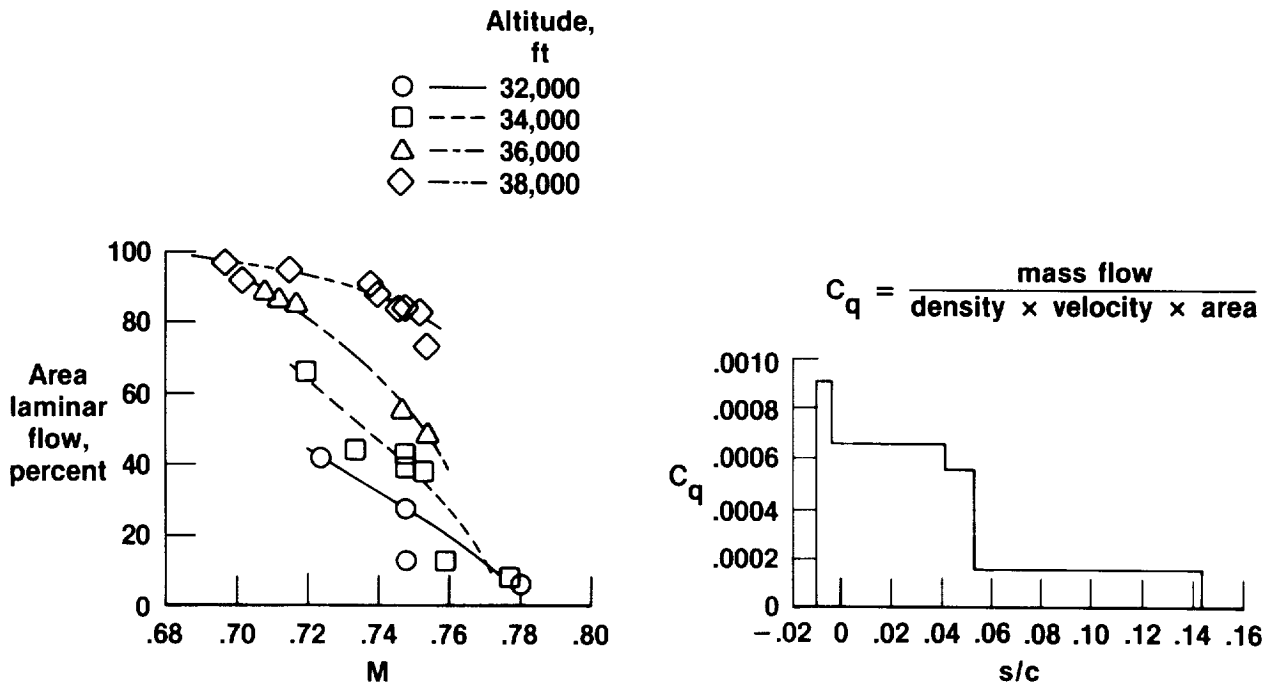 Altitude,
ft
32,000
34,000
36,000
38,000
100
80
60
40
20
0
Area
laminar
flow,
percent
.68 .70 .72 .74 .76 .78 .80
M
C_q = mass flow
density × velocity × area
.0010
.0008
.0006
.0004
.0002
0
C_q
−.02 0 .02 .04 .06 .08 .10 .12 .14 .16
s/c